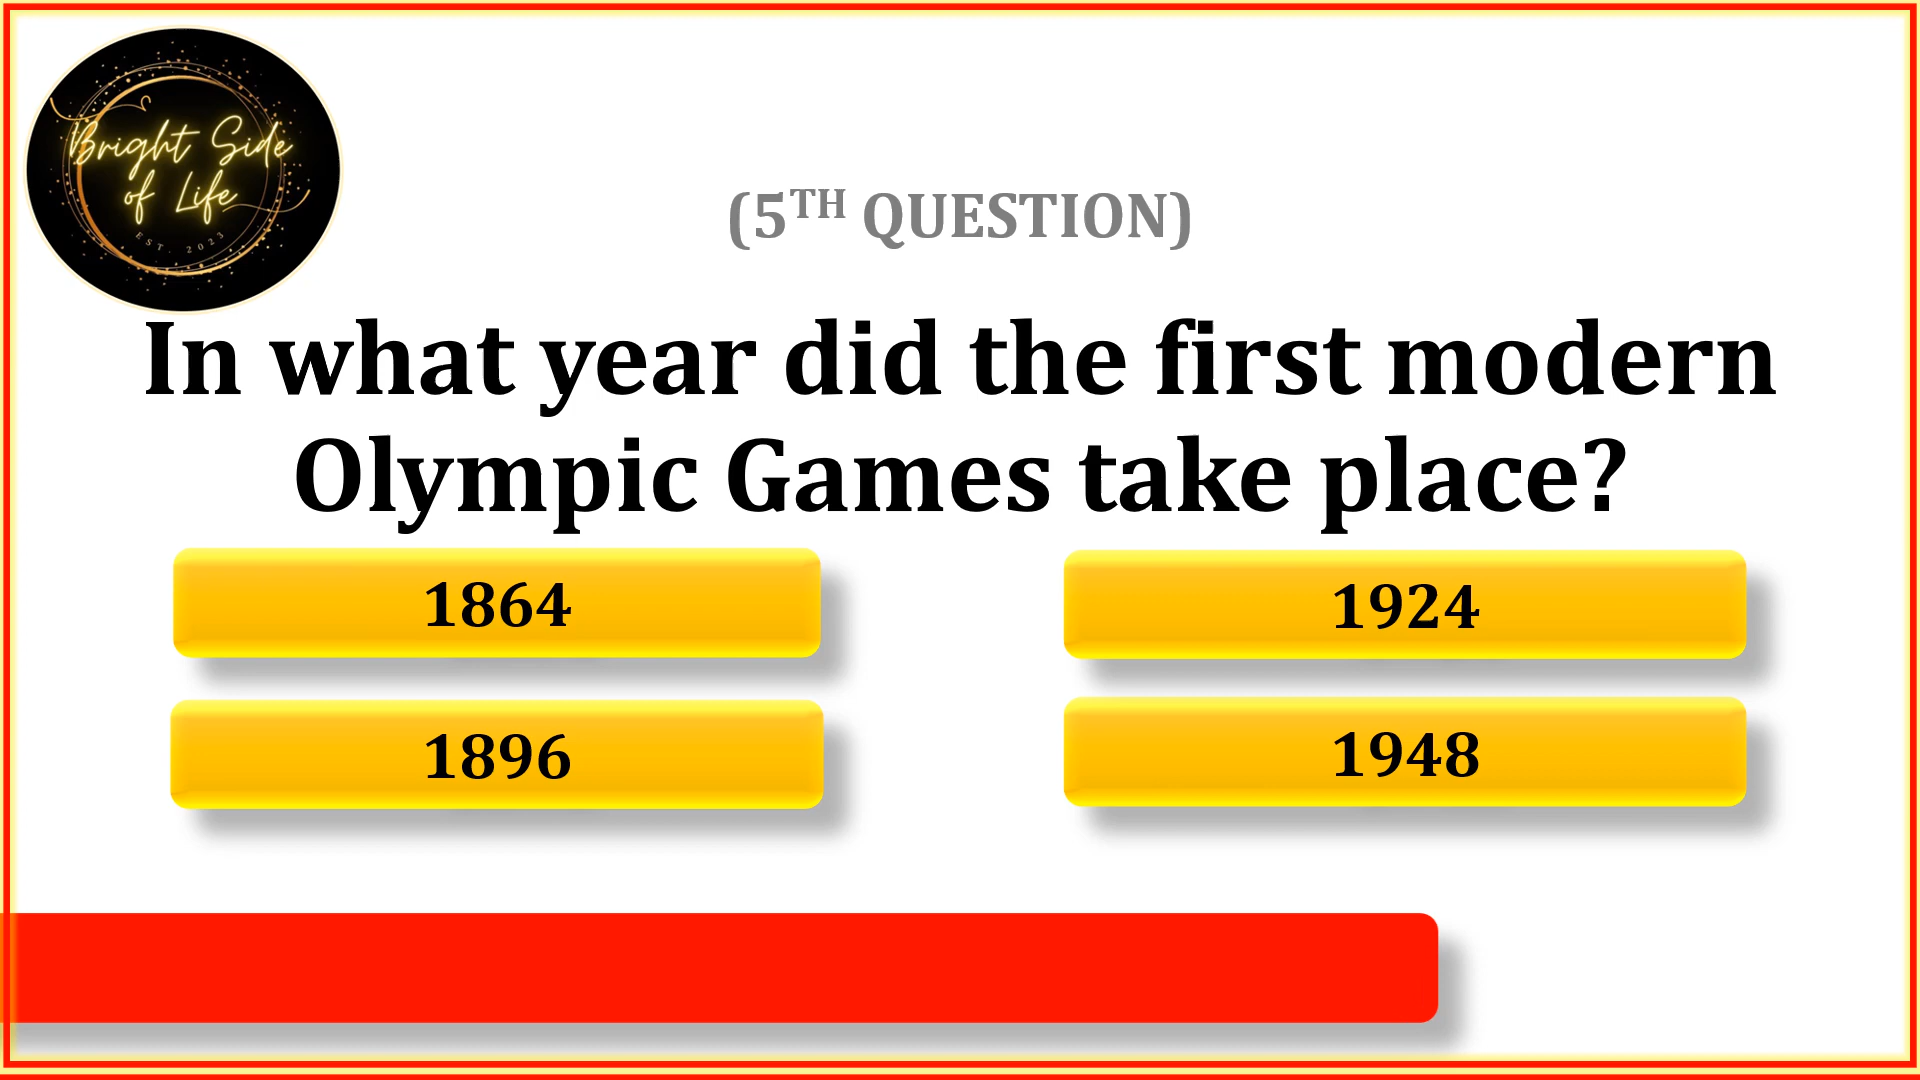 Bright Side
of Life
EST. 2023
(5TH QUESTION)
In what year did the first modern
Olympic Games take place?
1864
1924
1896
1948